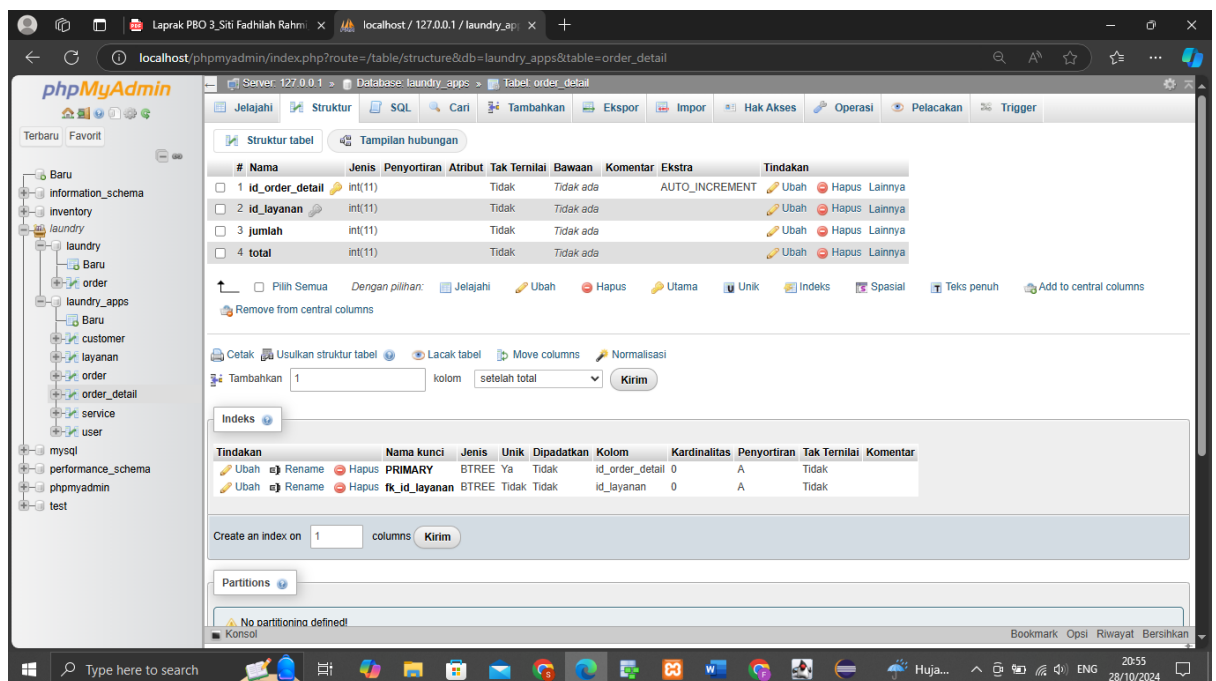 Laprak PBO 3_Siti Fadhilah Rahmi
localhost / 127.0.0.1 / laundry_ap
localhost/phpmyadmin/index.php?route=/table/structure&db=laundry_apps&table=order_detail
phpMyAdmin
Terbaru Favorit
Baru
information_schema
inventory
laundry
laundry
Baru
order
laundry_apps
Baru
customer
layanan
order
order_detail
service
user
mysql
performance_schema
phpmyadmin
test
Server: 127.0.0.1 » Database: laundry_apps » Tabel: order_detail
Jelajahi Struktur SQL Cari Tambahkan Ekspor Impor Hak Akses Operasi Pelacakan Trigger
Struktur tabel Tampilan hubungan
# Nama Jenis Penyortiran Atribut Tak Ternilai Bawaan Komentar Ekstra Tindakan
1 id_order_detail int(11) Tidak Tidak ada AUTO_INCREMENT Ubah Hapus Lainnya
2 id_layanan int(11) Tidak Tidak ada Ubah Hapus Lainnya
3 jumlah int(11) Tidak Tidak ada Ubah Hapus Lainnya
4 total int(11) Tidak Tidak ada Ubah Hapus Lainnya
Pilih Semua Dengan pilihan: Jelajahi Ubah Hapus Utama Unik Indeks Spasial Teks penuh Add to central columns
Remove from central columns
Cetak Usulkan struktur tabel Lacak tabel Move columns Normalisasi
Tambahkan 1 kolom setelah total Kirim
Indeks
Tindakan Nama kunci Jenis Unik Dipadatkan Kolom Kardinalitas Penyortiran Tak Ternilai Komentar
Ubah Rename Hapus PRIMARY BTREE Ya Tidak id_order_detail 0 A Tidak
Ubah Rename Hapus fk_id_layanan BTREE Tidak Tidak id_layanan 0 A Tidak
Create an index on 1 columns Kirim
Partitions
No partitioning defined!
Konsol Bookmark Opsi Riwayat Bersihkan
Type here to search Huja... ENG 20:55
28/10/2024